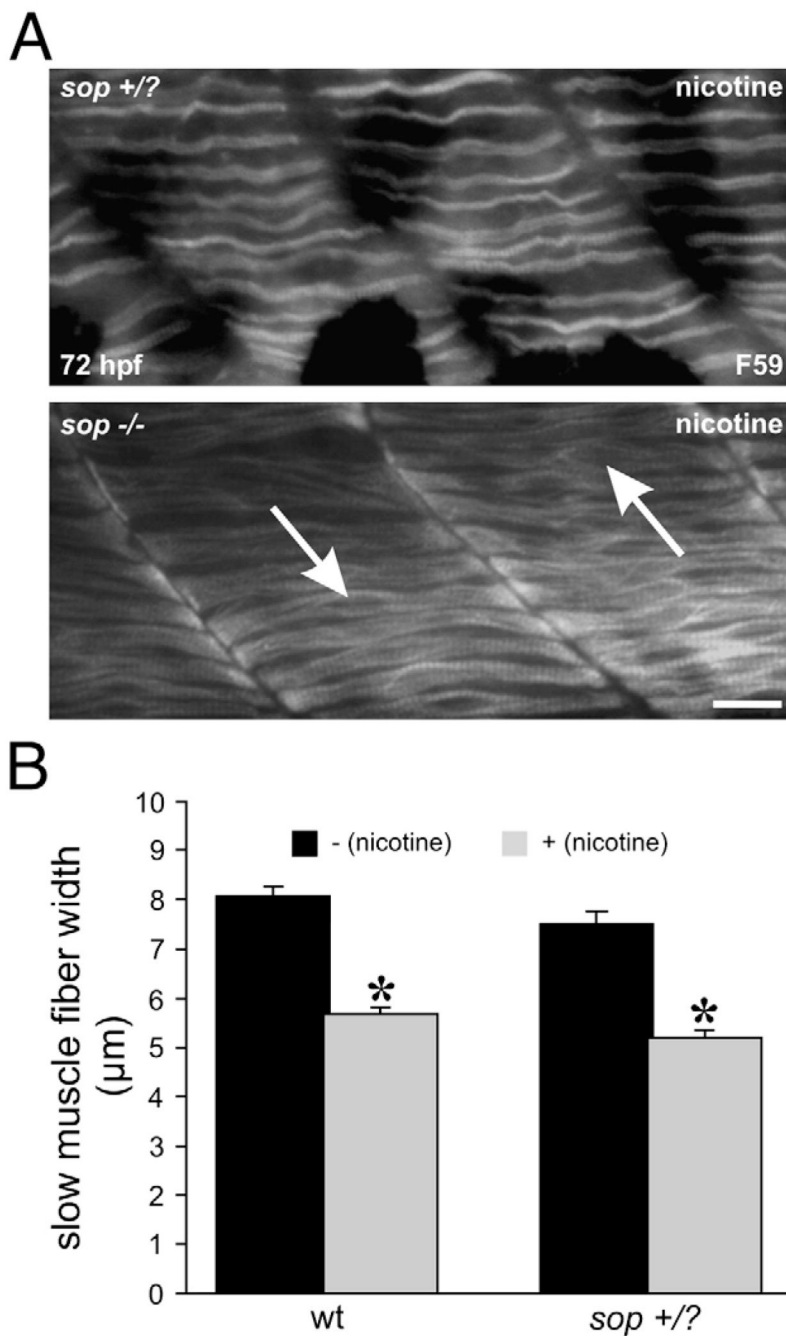 A
sop +/? nicotine
72 hpf F59
sop -/- nicotine
B
10
9
8
7
6
5
4
3
2
1
0
slow muscle fiber width
(μm)
- (nicotine) + (nicotine)
* *
wt sop +/?